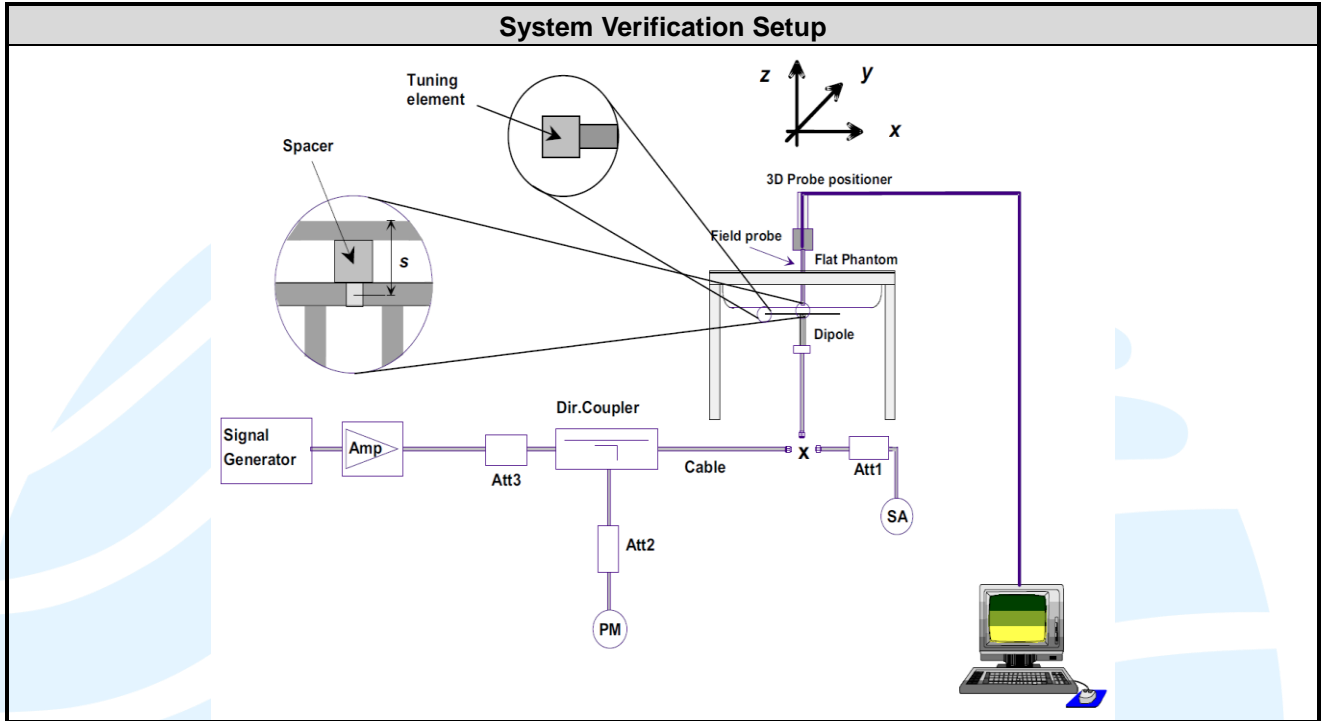 System Verification Setup
Tuning
element
Spacer
s
z
y
x
3D Probe positioner
Field probe
Flat Phantom
Dipole
Signal
Generator
Amp
Att3
Dir.Coupler
Cable
x
Att1
SA
Att2
PM